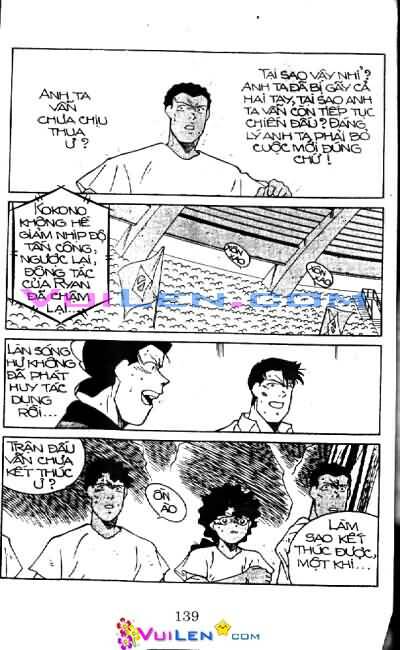 ANH TA
VẪN
CHƯA CHỊU
THUA
Ư?
TẠI SAO VẬY NHỈ?
ANH TA ĐÃ BỊ GÃY CẢ
HAI TAY, TẠI SAO ANH
TA VẪN CÒN TIẾP TỤC
CHIẾN ĐẤU? ĐÁNG
LÝ ANH TA PHẢI BỎ
CUỘC MỚI ĐÚNG
CHỨ!
KOKONO
KHÔNG HỀ
GIẢM NHỊP ĐỘ
TẤN CÔNG,
NGƯỢC LẠI,
ĐỘNG TÁC
CỦA RYAN
ĐÃ CHẬM
LẠI...
ỒN
ÀO
VUILEN.COM
LÀN SÓNG
HƯ KHÔNG
ĐÃ PHÁT
HUY TÁC
DỤNG
RỒI...
TRẬN ĐẤU
VẪN CHƯA
KẾT THÚC
Ư?
ỒN
ÀO
LÀM
SAO KẾT
THÚC ĐƯỢC,
MỘT KHI...
139
VUILEN.COM